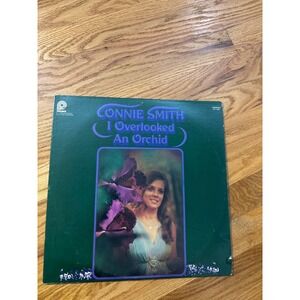 CONNIE SMITH
I Overlooked
An Orchid